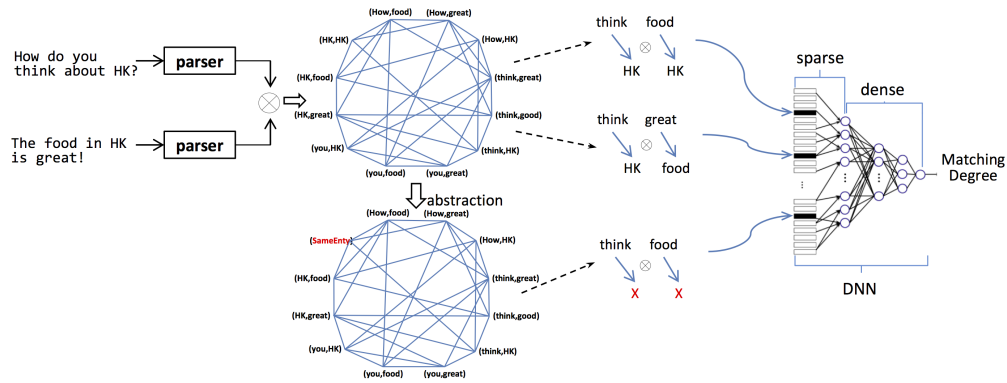 How do you
think about HK?
parser
The food in HK
is great!
parser
(How,food)
(How,great)
(HK,HK)
(How,HK)
(HK,food)
(think,great)
(HK,great)
(think,good)
(you,HK)
(think,HK)
(you,food)
(you,great)
abstraction
(How,food)
(How,great)
(SameEnty)
(How,HK)
(HK,food)
(think,great)
(HK,great)
(think,good)
(you,HK)
(think,HK)
(you,food)
(you,great)
think food
HK HK
think great
HK food
think food
X X
sparse
dense
Matching
Degree
DNN